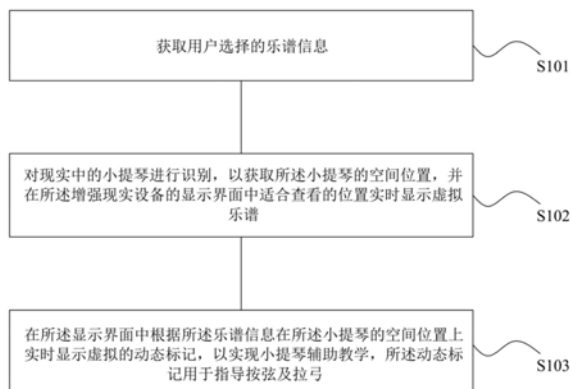 获取用户选择的乐谱信息
S101
对现实中的小提琴进行识别，以获取所述小提琴的空间位置，并
在所述增强现实设备的显示界面中适合查看的位置实时显示虚拟
乐谱
S102
在所述显示界面中根据所述乐谱信息在所述小提琴的空间位置上
实时显示虚拟的动态标记，以实现小提琴辅助教学，所述动态标
记用于指导按弦及拉弓
S103